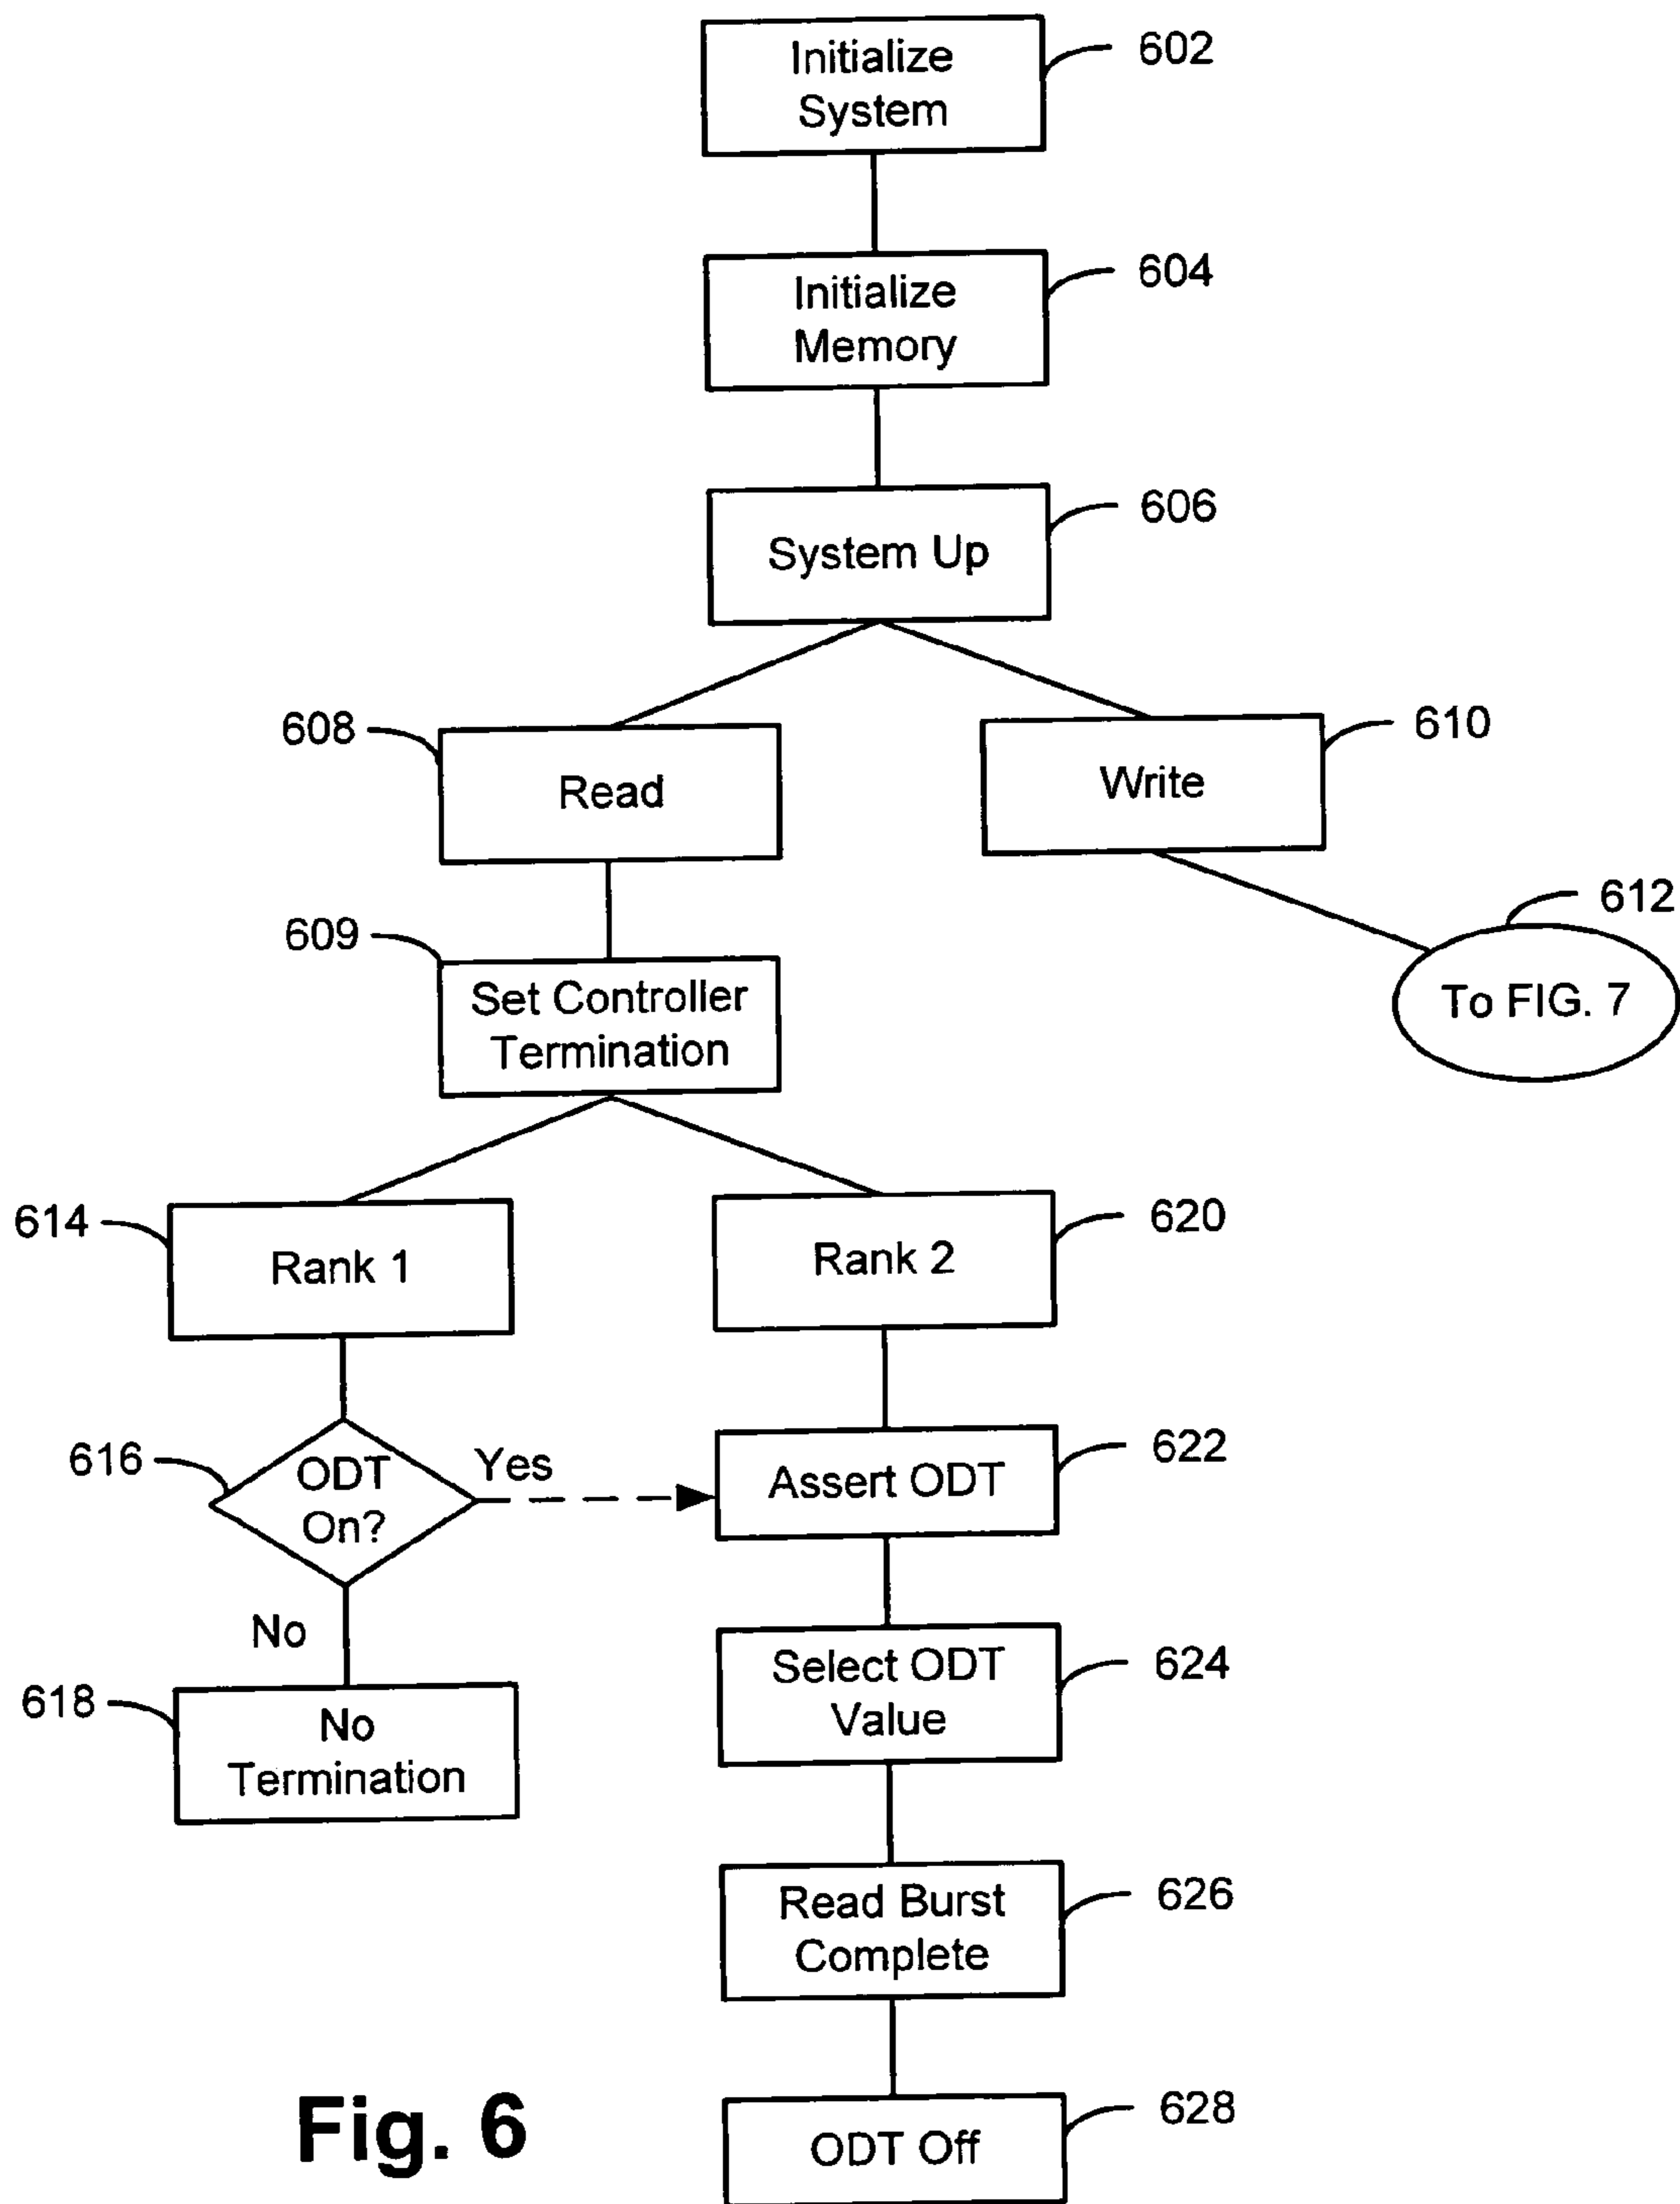 Initialize
System
602
Initialize
Memory
604
System Up
606
608
Read
Write
610
609
Set Controller
Termination
612
To FIG. 7
614
Rank 1
Rank 2
620
616
ODT
On?
Yes
Assert ODT
622
No
Select ODT
Value
624
618
No
Termination
Read Burst
Complete
626
ODT Off
628
Fig. 6